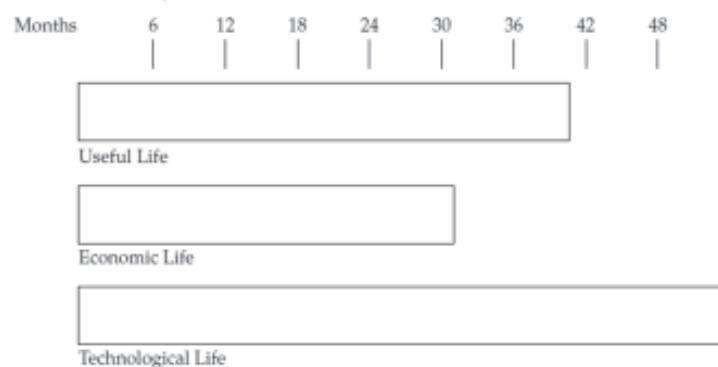 Months 6 12 18 24 30 36 42 48
Useful Life
Economic Life
Technological Life